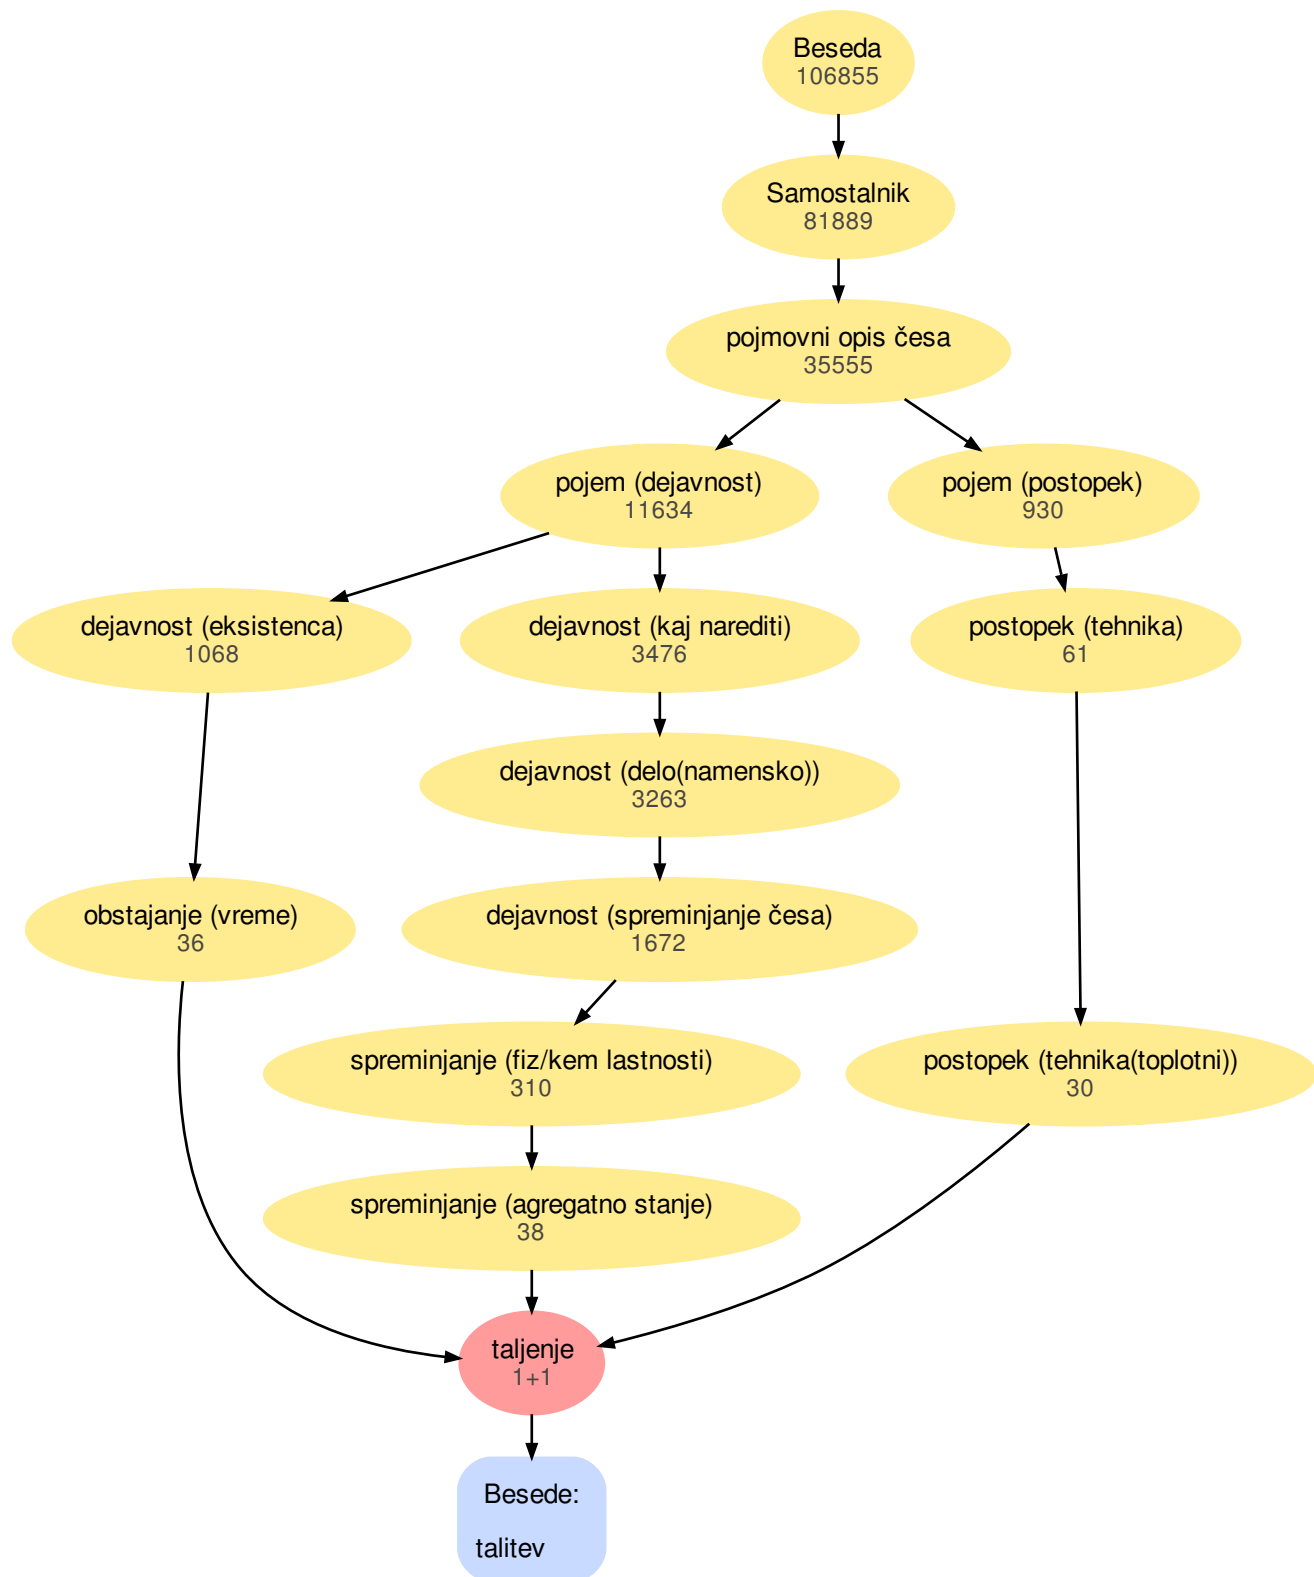 Beseda
106855
Samostalnik
81889
pojmovni opis česa
35555
pojem (dejavnost)
11634
pojem (postopek)
930
dejavnost (eksistenca)
1068
dejavnost (kaj narediti)
3476
postopek (tehnika)
61
dejavnost (delo(namensko))
3263
obstajanje (vreme)
36
dejavnost (spreminjanje česa)
1672
spreminjanje (fiz/kem lastnosti)
310
postopek (tehnika(toplotni))
30
spreminjanje (agregatno stanje)
38
taljenje
1+1
Besede:
talitev